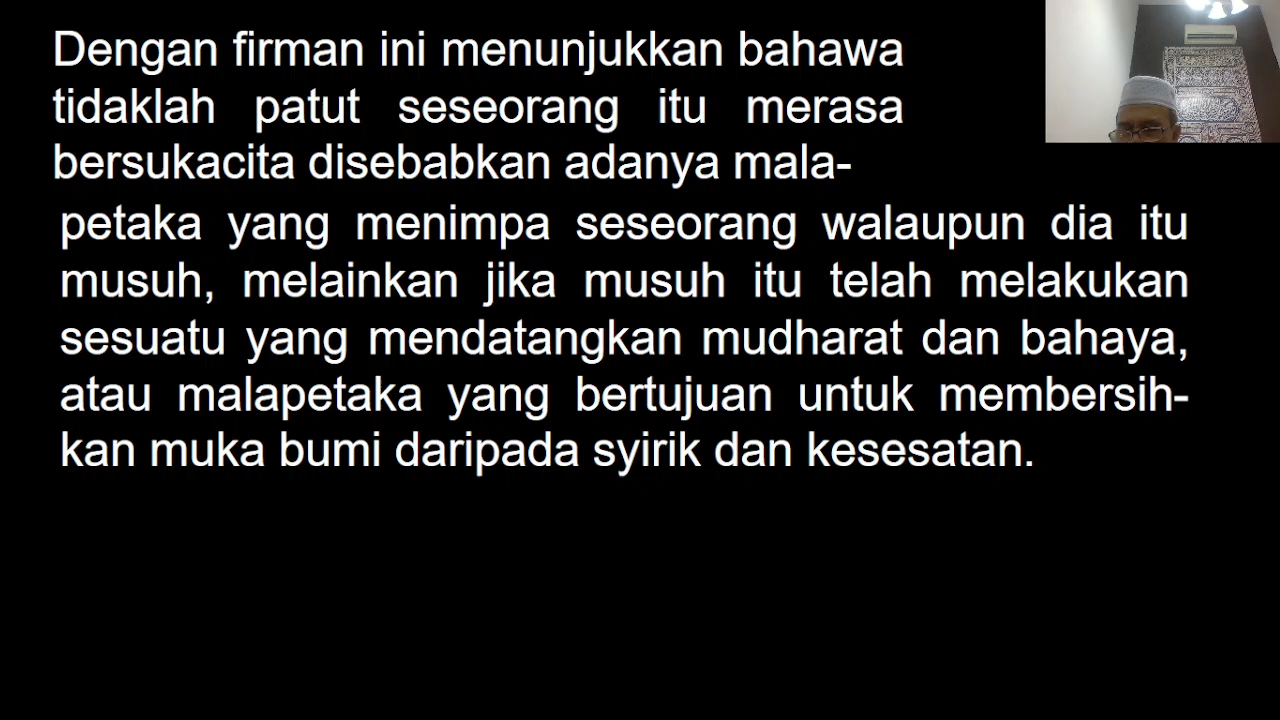 Dengan firman ini menunjukkan bahawa
tidaklah patut seseorang itu merasa
bersukacita disebabkan adanya mala-
petaka yang menimpa seseorang walaupun dia itu
musuh, melainkan jika musuh itu telah melakukan
sesuatu yang mendatangkan mudharat dan bahaya,
atau malapetaka yang bertujuan untuk membersih-
kan muka bumi daripada syirik dan kesesatan.